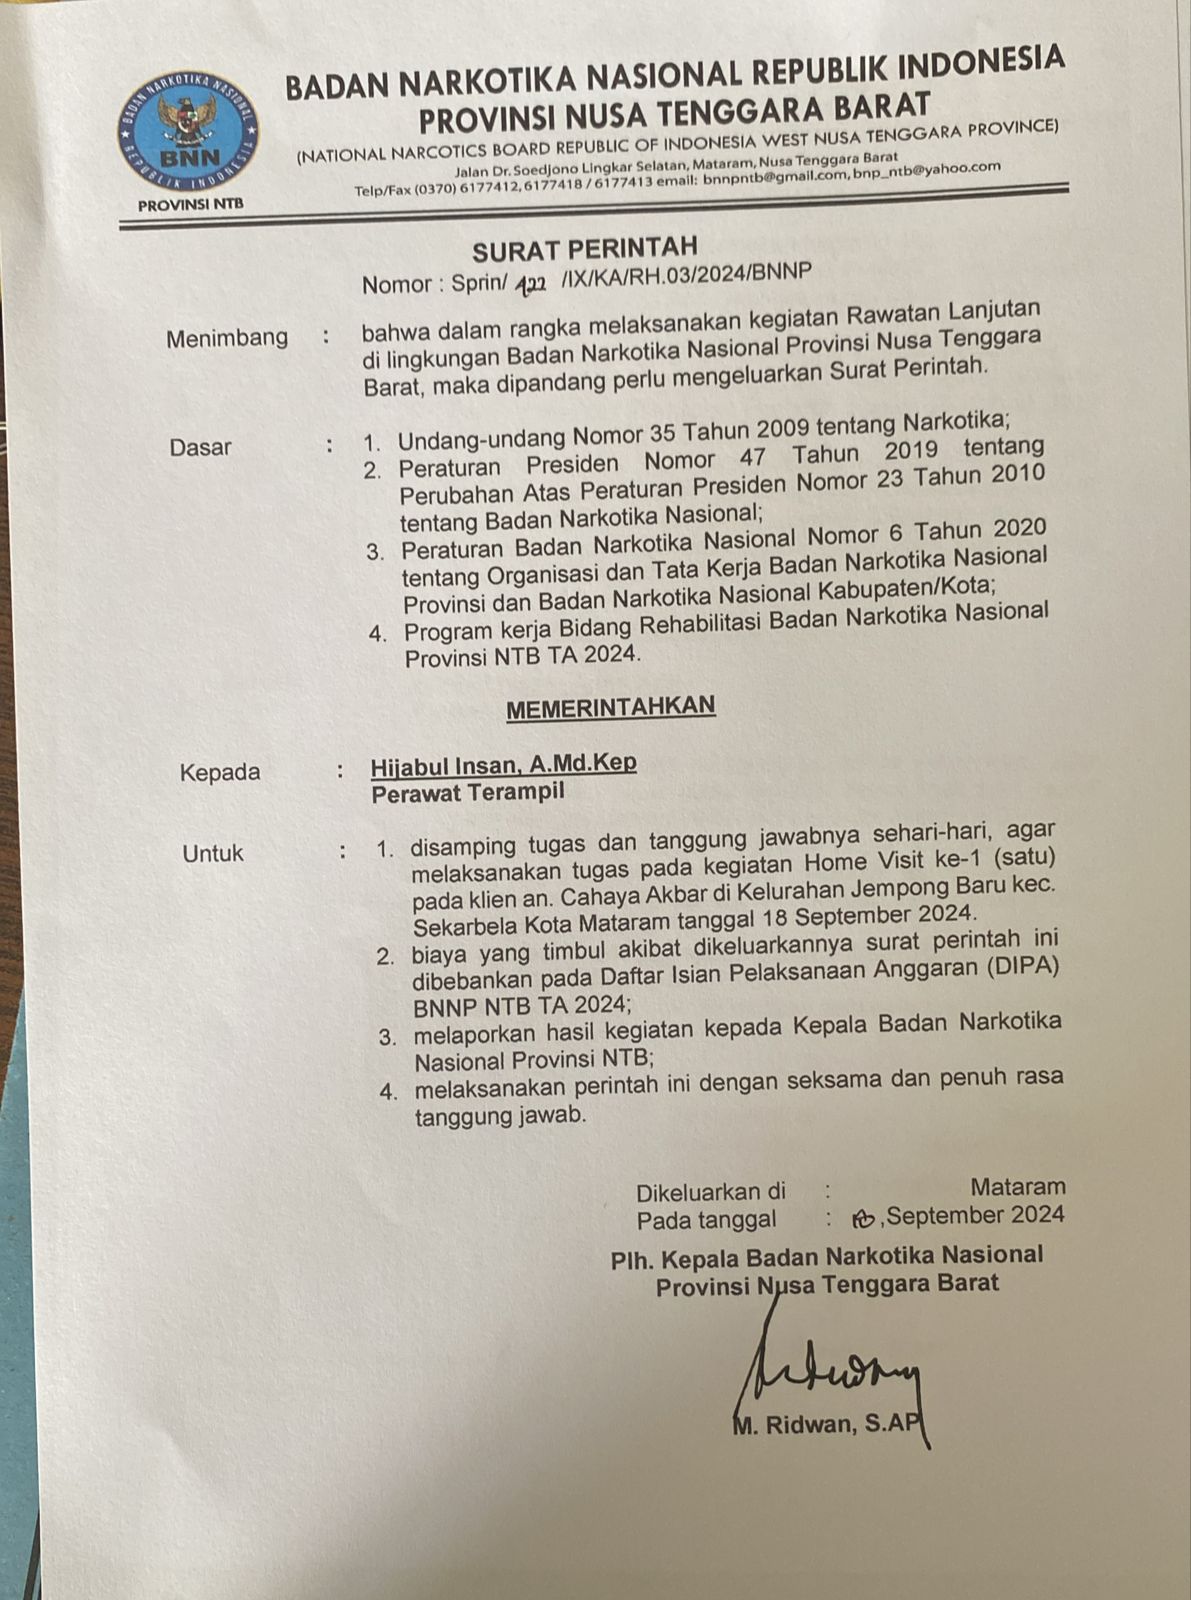 BADAN NARKOTIKA NASIONAL
REPUBLIK INDONESIA
BNN
PROVINSI NTB
BADAN NARKOTIKA NASIONAL REPUBLIK INDONESIA
PROVINSI NUSA TENGGARA BARAT
(NATIONAL NARCOTICS BOARD REPUBLIC OF INDONESIA WEST NUSA TENGGARA PROVINCE)
Jalan Dr. Soedjono Lingkar Selatan, Mataram, Nusa Tenggara Barat
Telp/Fax (0370) 6177412, 6177418 / 6177413 email: bnnpntb@gmail.com, bnp_ntb@yahoo.com
SURAT PERINTAH
Nomor : Sprin/ /IX/KA/RH.03/2024/BNNP
Menimbang : bahwa dalam rangka melaksanakan kegiatan Rawatan Lanjutan
di lingkungan Badan Narkotika Nasional Provinsi Nusa Tenggara
Barat, maka dipandang perlu mengeluarkan Surat Perintah.
Dasar : 1. Undang-undang Nomor 35 Tahun 2009 tentang Narkotika;
2. Peraturan Presiden Nomor 47 Tahun 2019 tentang
Perubahan Atas Peraturan Presiden Nomor 23 Tahun 2010
tentang Badan Narkotika Nasional;
3. Peraturan Badan Narkotika Nasional Nomor 6 Tahun 2020
tentang Organisasi dan Tata Kerja Badan Narkotika Nasional
Provinsi dan Badan Narkotika Nasional Kabupaten/Kota;
4. Program kerja Bidang Rehabilitasi Badan Narkotika Nasional
Provinsi NTB TA 2024.
MEMERINTAHKAN
Kepada : Hijabul Insan, A.Md.Kep
Perawat Terampil
Untuk : 1. disamping tugas dan tanggung jawabnya sehari-hari, agar
melaksanakan tugas pada kegiatan Home Visit ke-1 (satu)
pada klien an. Cahaya Akbar di Kelurahan Jempong Baru kec.
Sekarbela Kota Mataram tanggal 18 September 2024.
2. biaya yang timbul akibat dikeluarkannya surat perintah ini
dibebankan pada Daftar Isian Pelaksanaan Anggaran (DIPA)
BNNP NTB TA 2024;
3. melaporkan hasil kegiatan kepada Kepala Badan Narkotika
Nasional Provinsi NTB;
4. melaksanakan perintah ini dengan seksama dan penuh rasa
tanggung jawab.
Dikeluarkan di : Mataram
Pada tanggal : ,September 2024
Plh. Kepala Badan Narkotika Nasional
Provinsi Nusa Tenggara Barat
M. Ridwan, S.AP